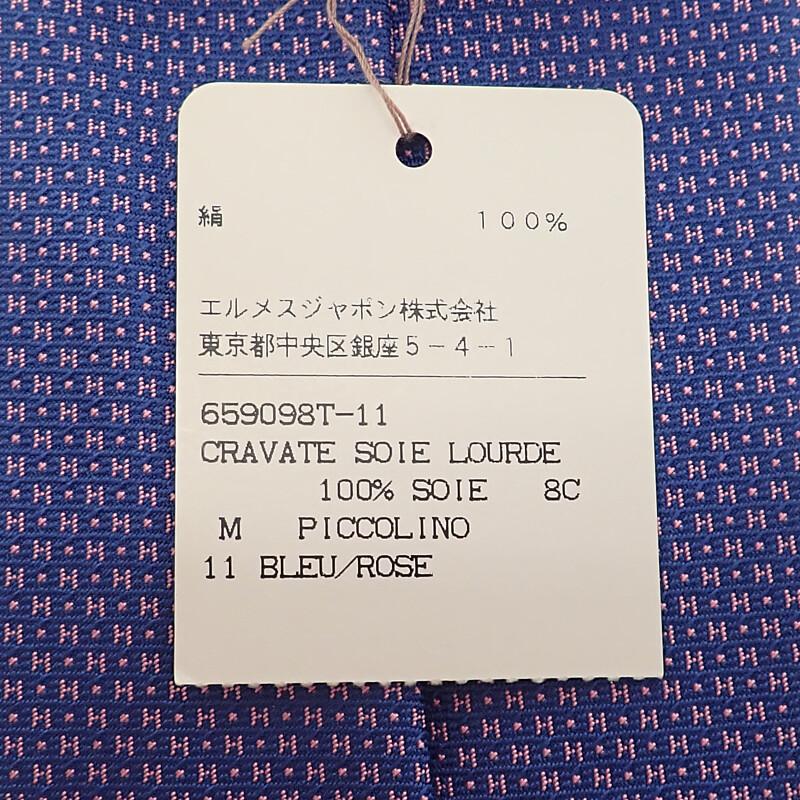 絹 100%
エルメスジャポン株式会社
東京都中央区銀座5-4-1
659098T-11
CRAVATE SOIE LOURDE
100% SOIE 8C
M PICCOLINO
11 BLEU/ROSE